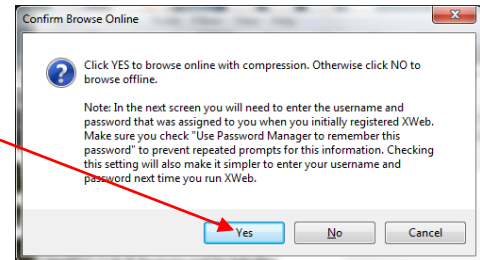 Confirm Browse Online
Click YES to browse online with compression. Otherwise click NO to
browse offline.
Note: In the next screen you will need to enter the username and
password that was assigned to you when you initially registered XWeb.
Make sure you check "Use Password Manager to remember this
password" to prevent repeated prompts for this information. Checking
this setting will also make it simpler to enter your username and
password next time you run XWeb.
Yes
No
Cancel